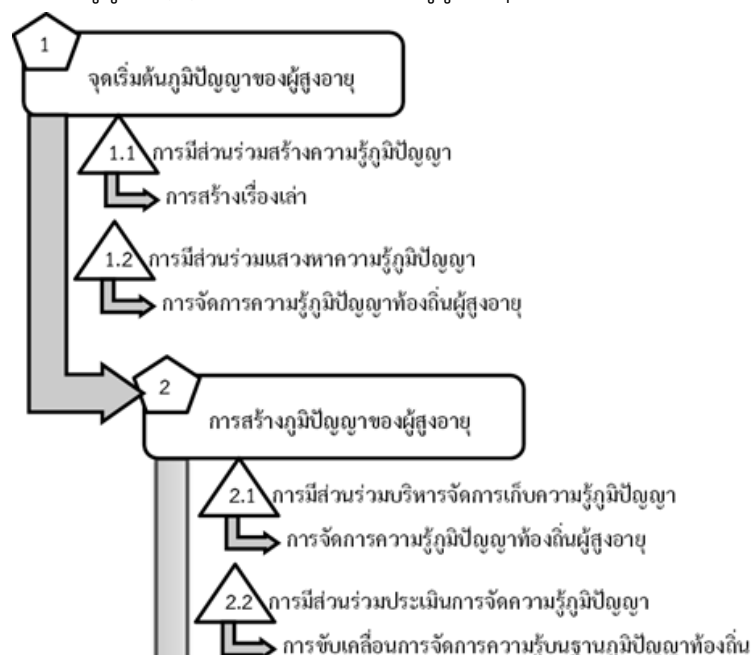 1
จุดเริ่มต้นภูมิปัญญาของผู้สูงอายุ
1.1 การมีส่วนร่วมสร้างความรู้ภูมิปัญญา
การสร้างเรื่องเล่า
1.2 การมีส่วนร่วมแสวงหาความรู้ภูมิปัญญา
การจัดการความรู้ภูมิปัญญาท้องถิ่นผู้สูงอายุ
2
การสร้างภูมิปัญญาของผู้สูงอายุ
2.1 การมีส่วนร่วมบริหารจัดการเก็บความรู้ภูมิปัญญา
การจัดการความรู้ภูมิปัญญาท้องถิ่นผู้สูงอายุ
2.2 การมีส่วนร่วมประเมินการจัดความรู้ภูมิปัญญา
การขับเคลื่อนการจัดการความรู้บนฐานภูมิปัญญาท้องถิ่น